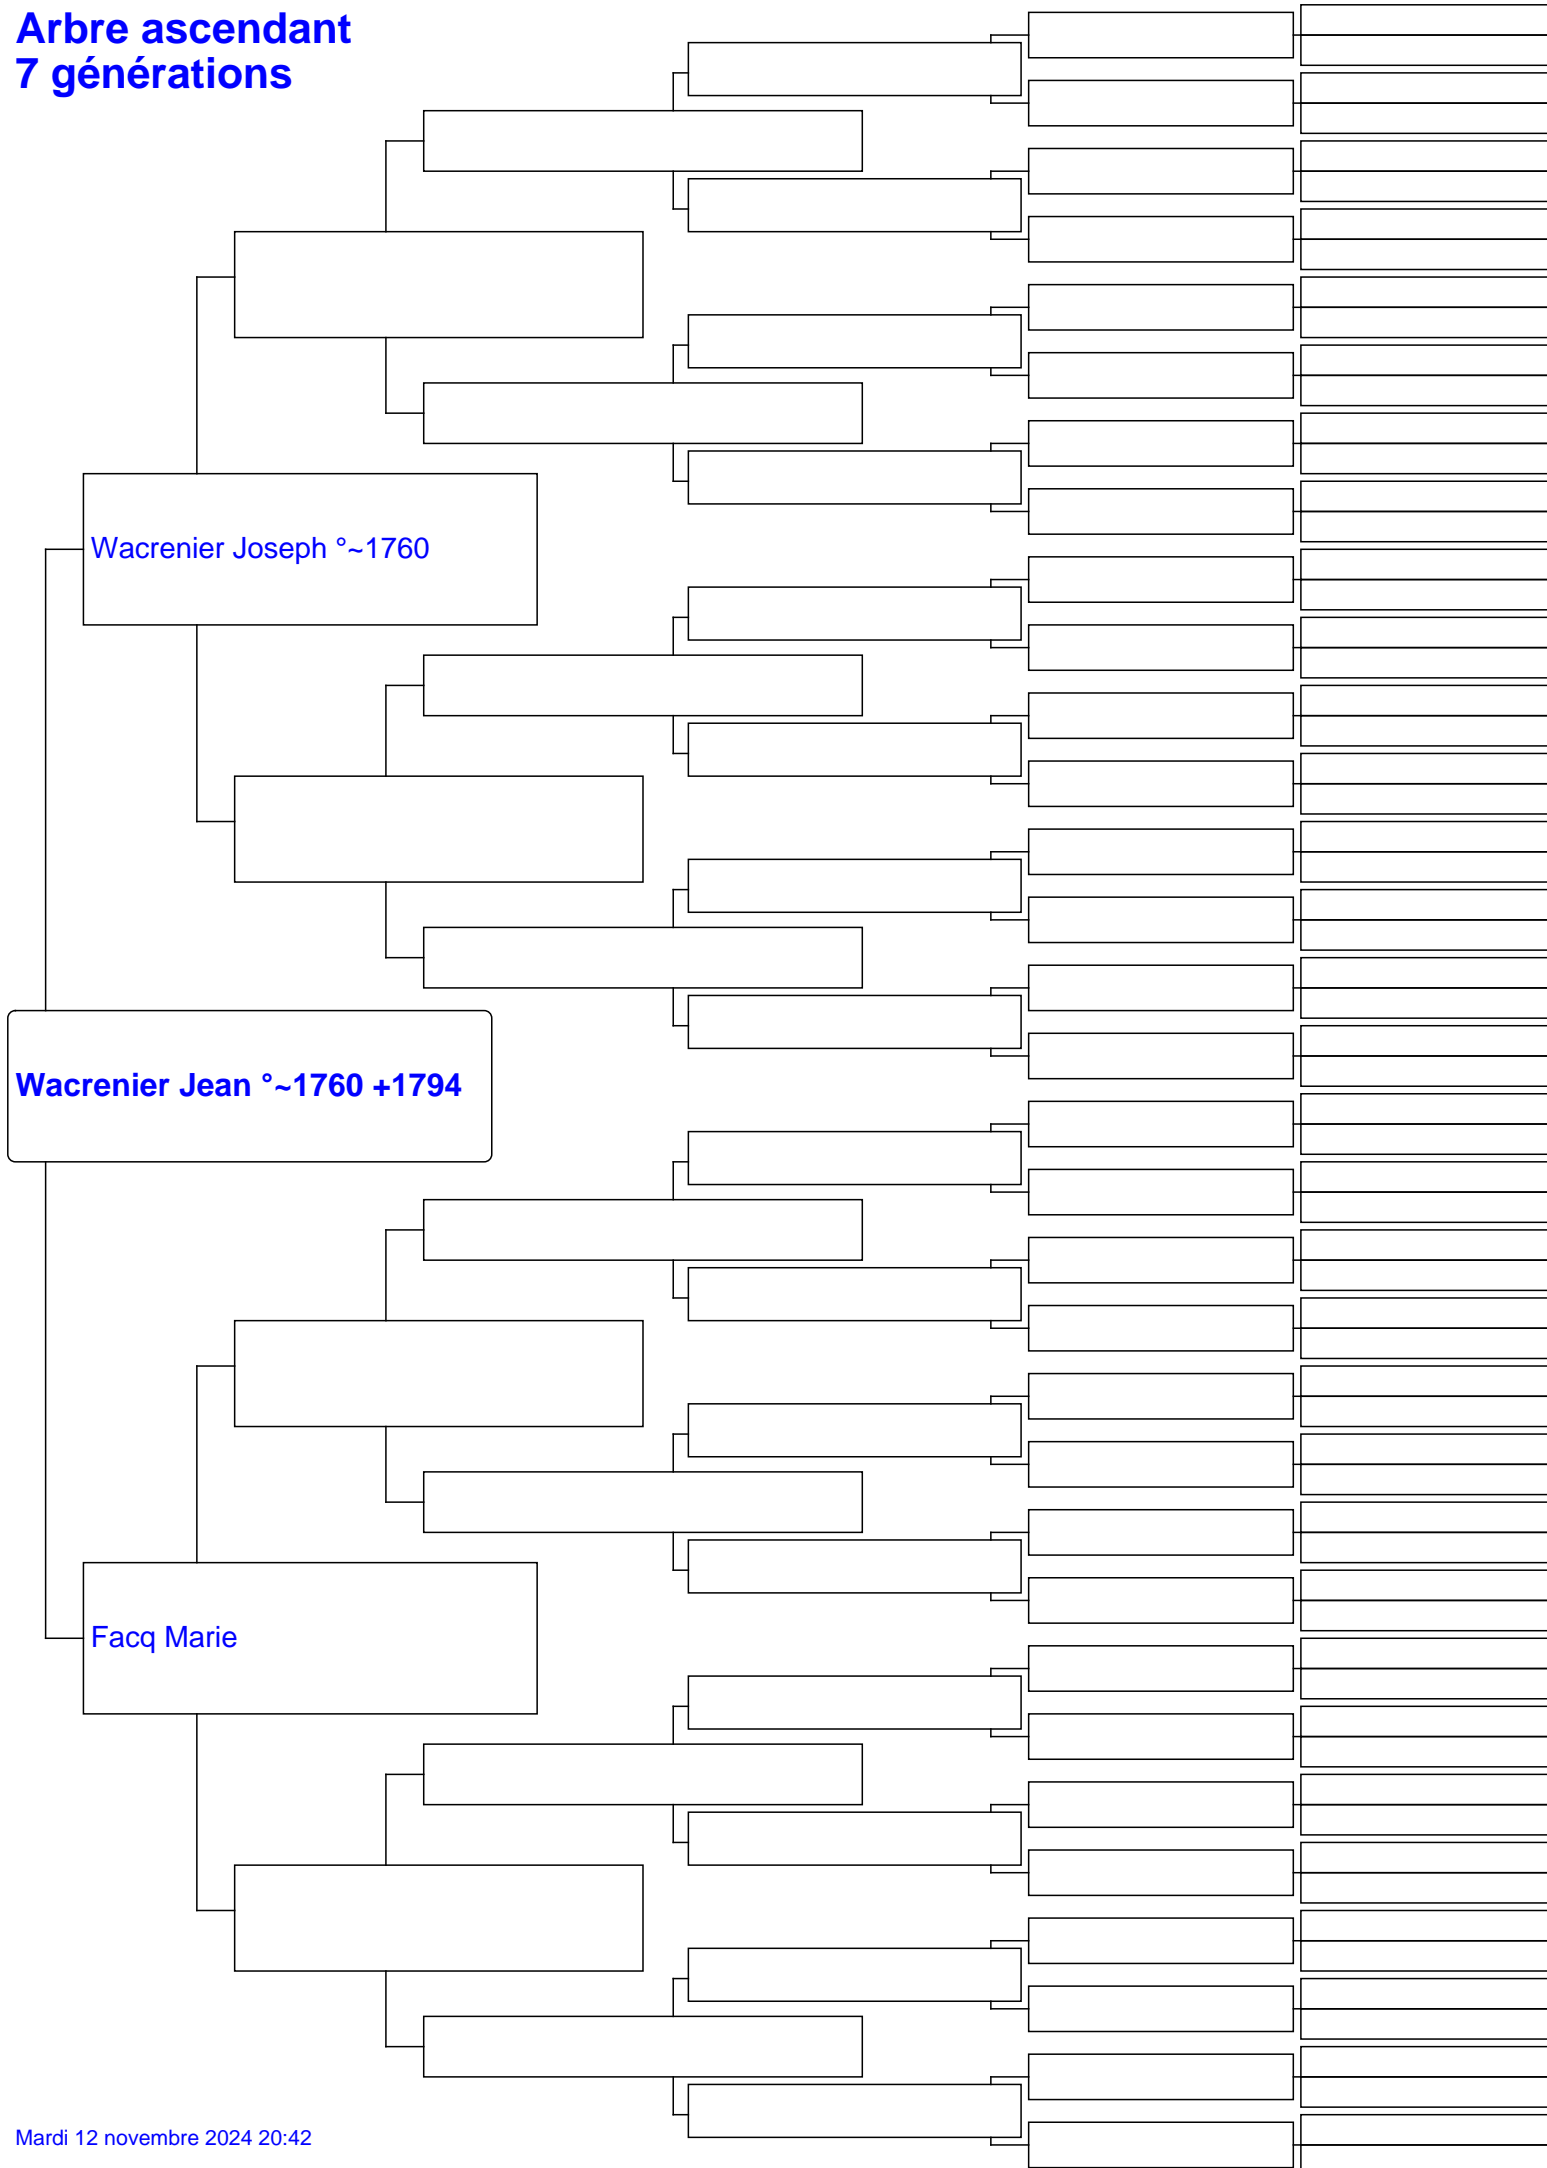 Arbre ascendant
7 générations
Wacrenier Joseph °~1760
Wacrenier Jean °~1760 +1794
Facq Marie
Mardi 12 novembre 2024 20:42